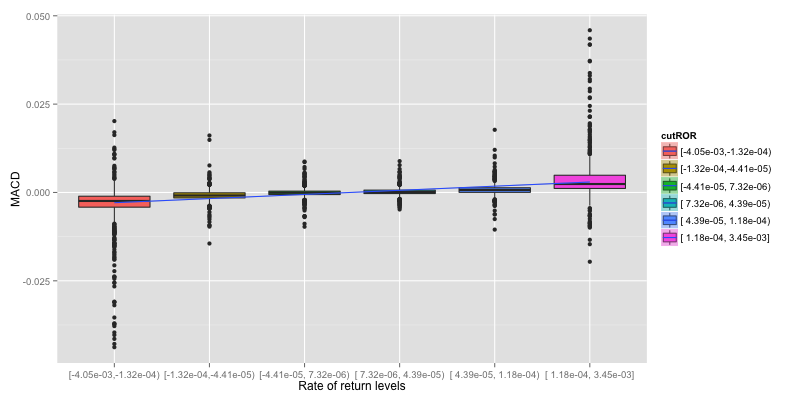 0.050
0.025
0.000
-0.025
MACD
[-4.05e-03,-1.32e-04) [-1.32e-04,-4.41e-05) [-4.41e-05, 7.32e-06) [ 7.32e-06, 4.39e-05) [ 4.39e-05, 1.18e-04) [ 1.18e-04, 3.45e-03]
Rate of return levels
cutROR
[-4.05e-03,-1.32e-04)
[-1.32e-04,-4.41e-05)
[-4.41e-05, 7.32e-06)
[ 7.32e-06, 4.39e-05)
[ 4.39e-05, 1.18e-04)
[ 1.18e-04, 3.45e-03]